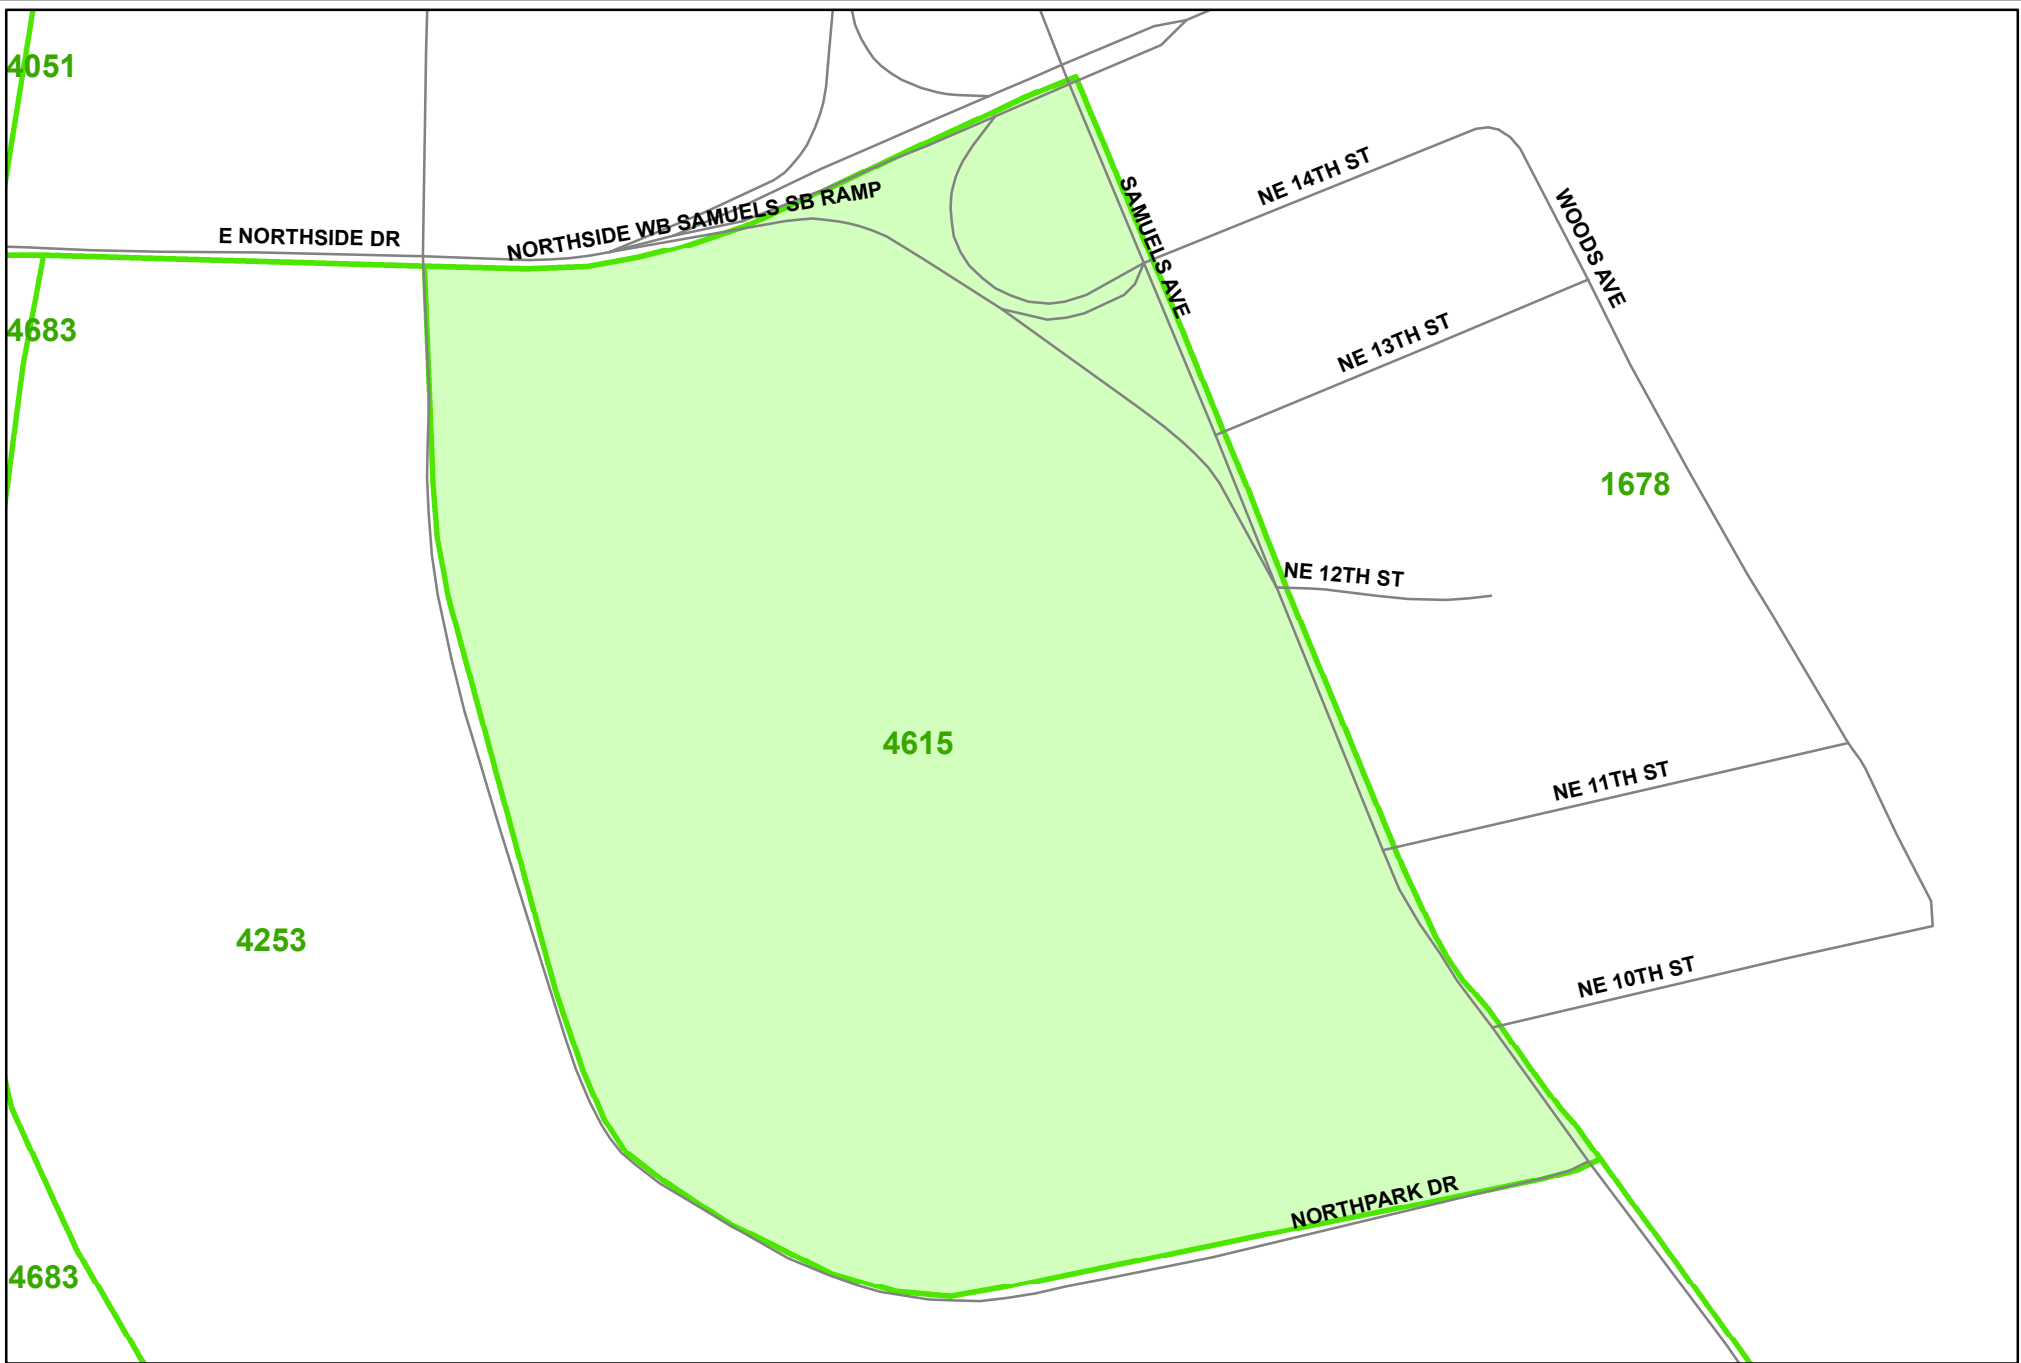 4051
NE 14TH ST
SAMUELS AVE
WOODS AVE
E NORTHSIDE DR
NORTHSIDE WB SAMUELS SB RAMP
4683
NE 13TH ST
1678
NE 12TH ST
4615
NE 11TH ST
4253
NE 10TH ST
NORTHPARK DR
4683